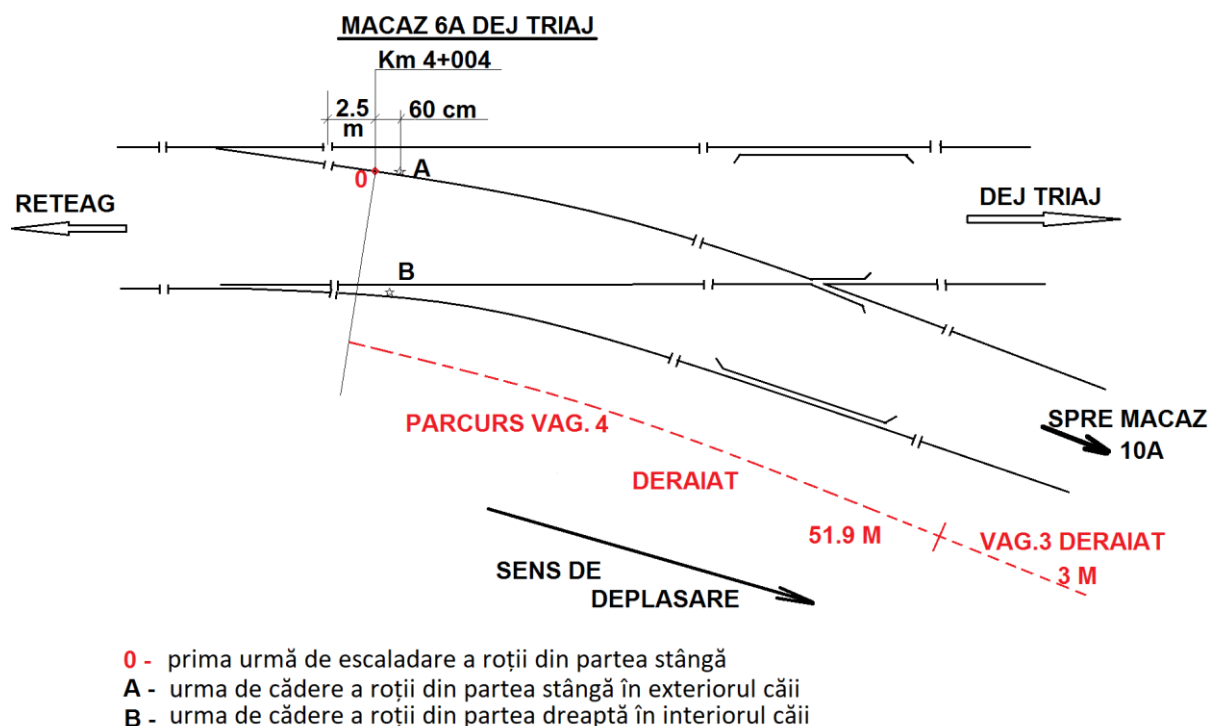 MACAZ 6A DEJ TRIAJ
Km 4+004
2.5 m
60 cm
0
A
RETEAG
DEJ TRIAJ
B
PARCURS VAG. 4
DERAIAT
SPRE MACAZ
10A
51.9 M
VAG.3 DERAIAT
3 M
SENS DE
DEPLASARE
0 - prima urmă de escaladare a roții din partea stângă
A - urma de cădere a roții din partea stângă în exteriorul căii
B - urma de cădere a roții din partea dreaptă în interiorul căii